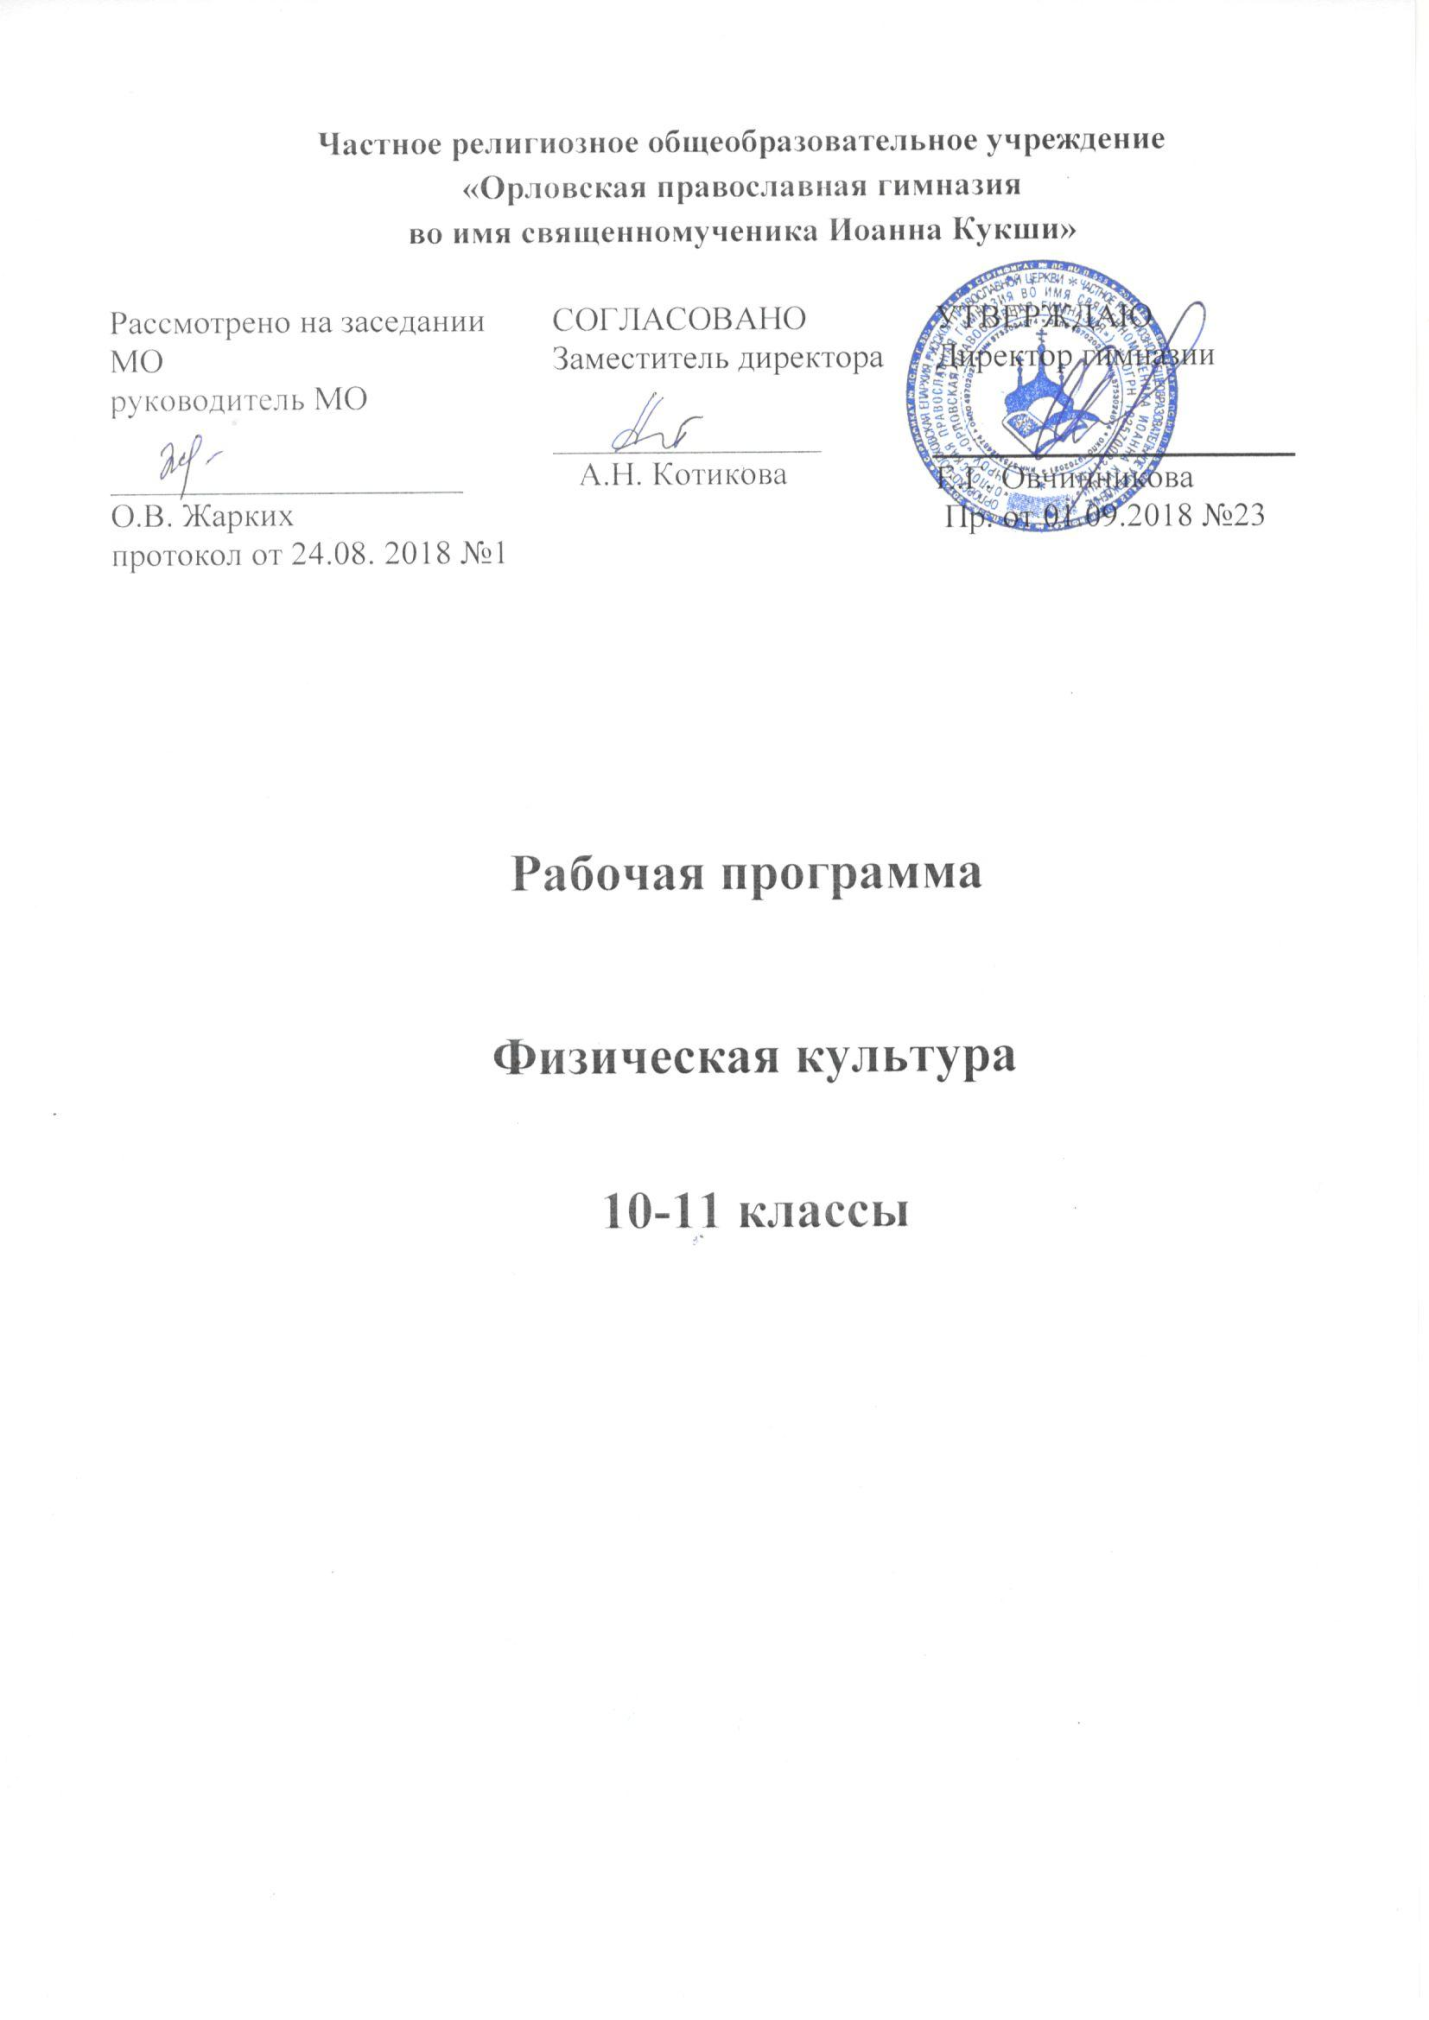 Частное религиозное общеобразовательное учреждение
«Орловская православная гимназия
во имя священномученика Иоанна Кукши»
Рассмотрено на заседании
МО
руководитель МО
О.В. Жарких
протокол от 24.08. 2018 №1
СОГЛАСОВАНО
Заместитель директора
А.Н. Котикова
УТВЕРЖДАЮ
Директор гимназии
Овчинникова
Пр. от 01.09.2018 №23
Рабочая программа
Физическая культура
10-11 классы